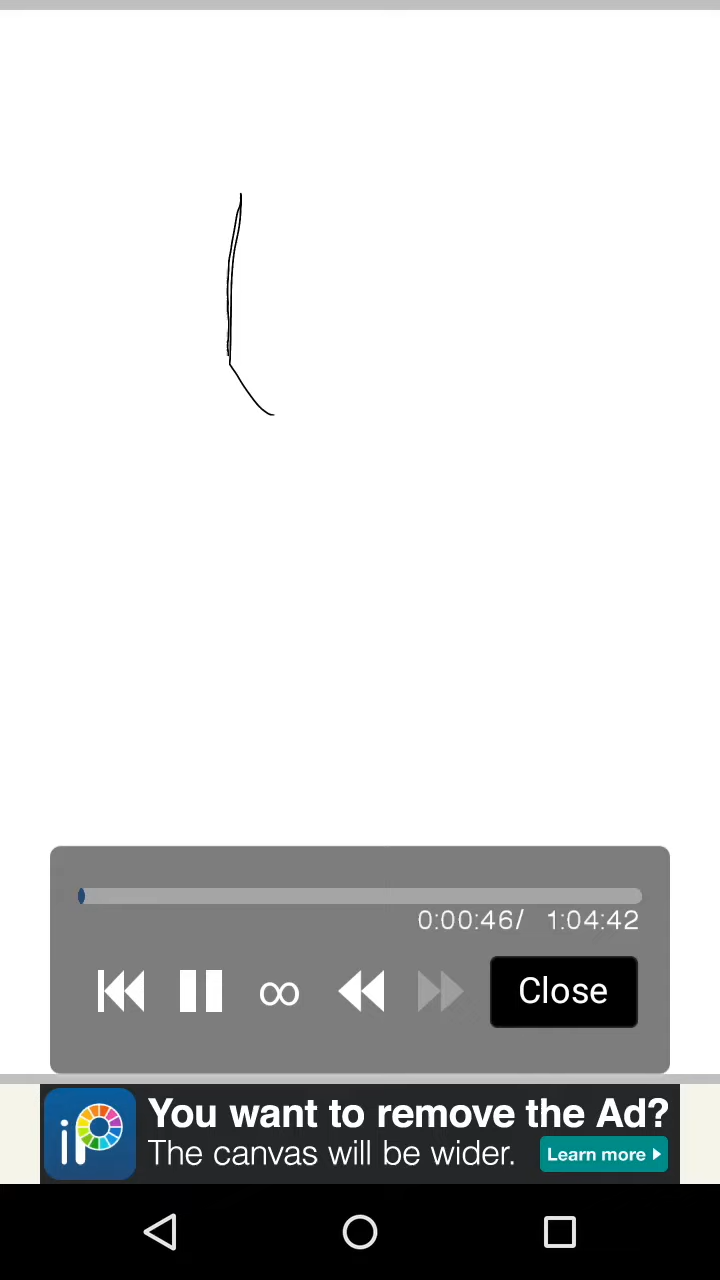 0:00:46/ 1:04:42
Close
iP
You want to remove the Ad?
The canvas will be wider.
Learn more